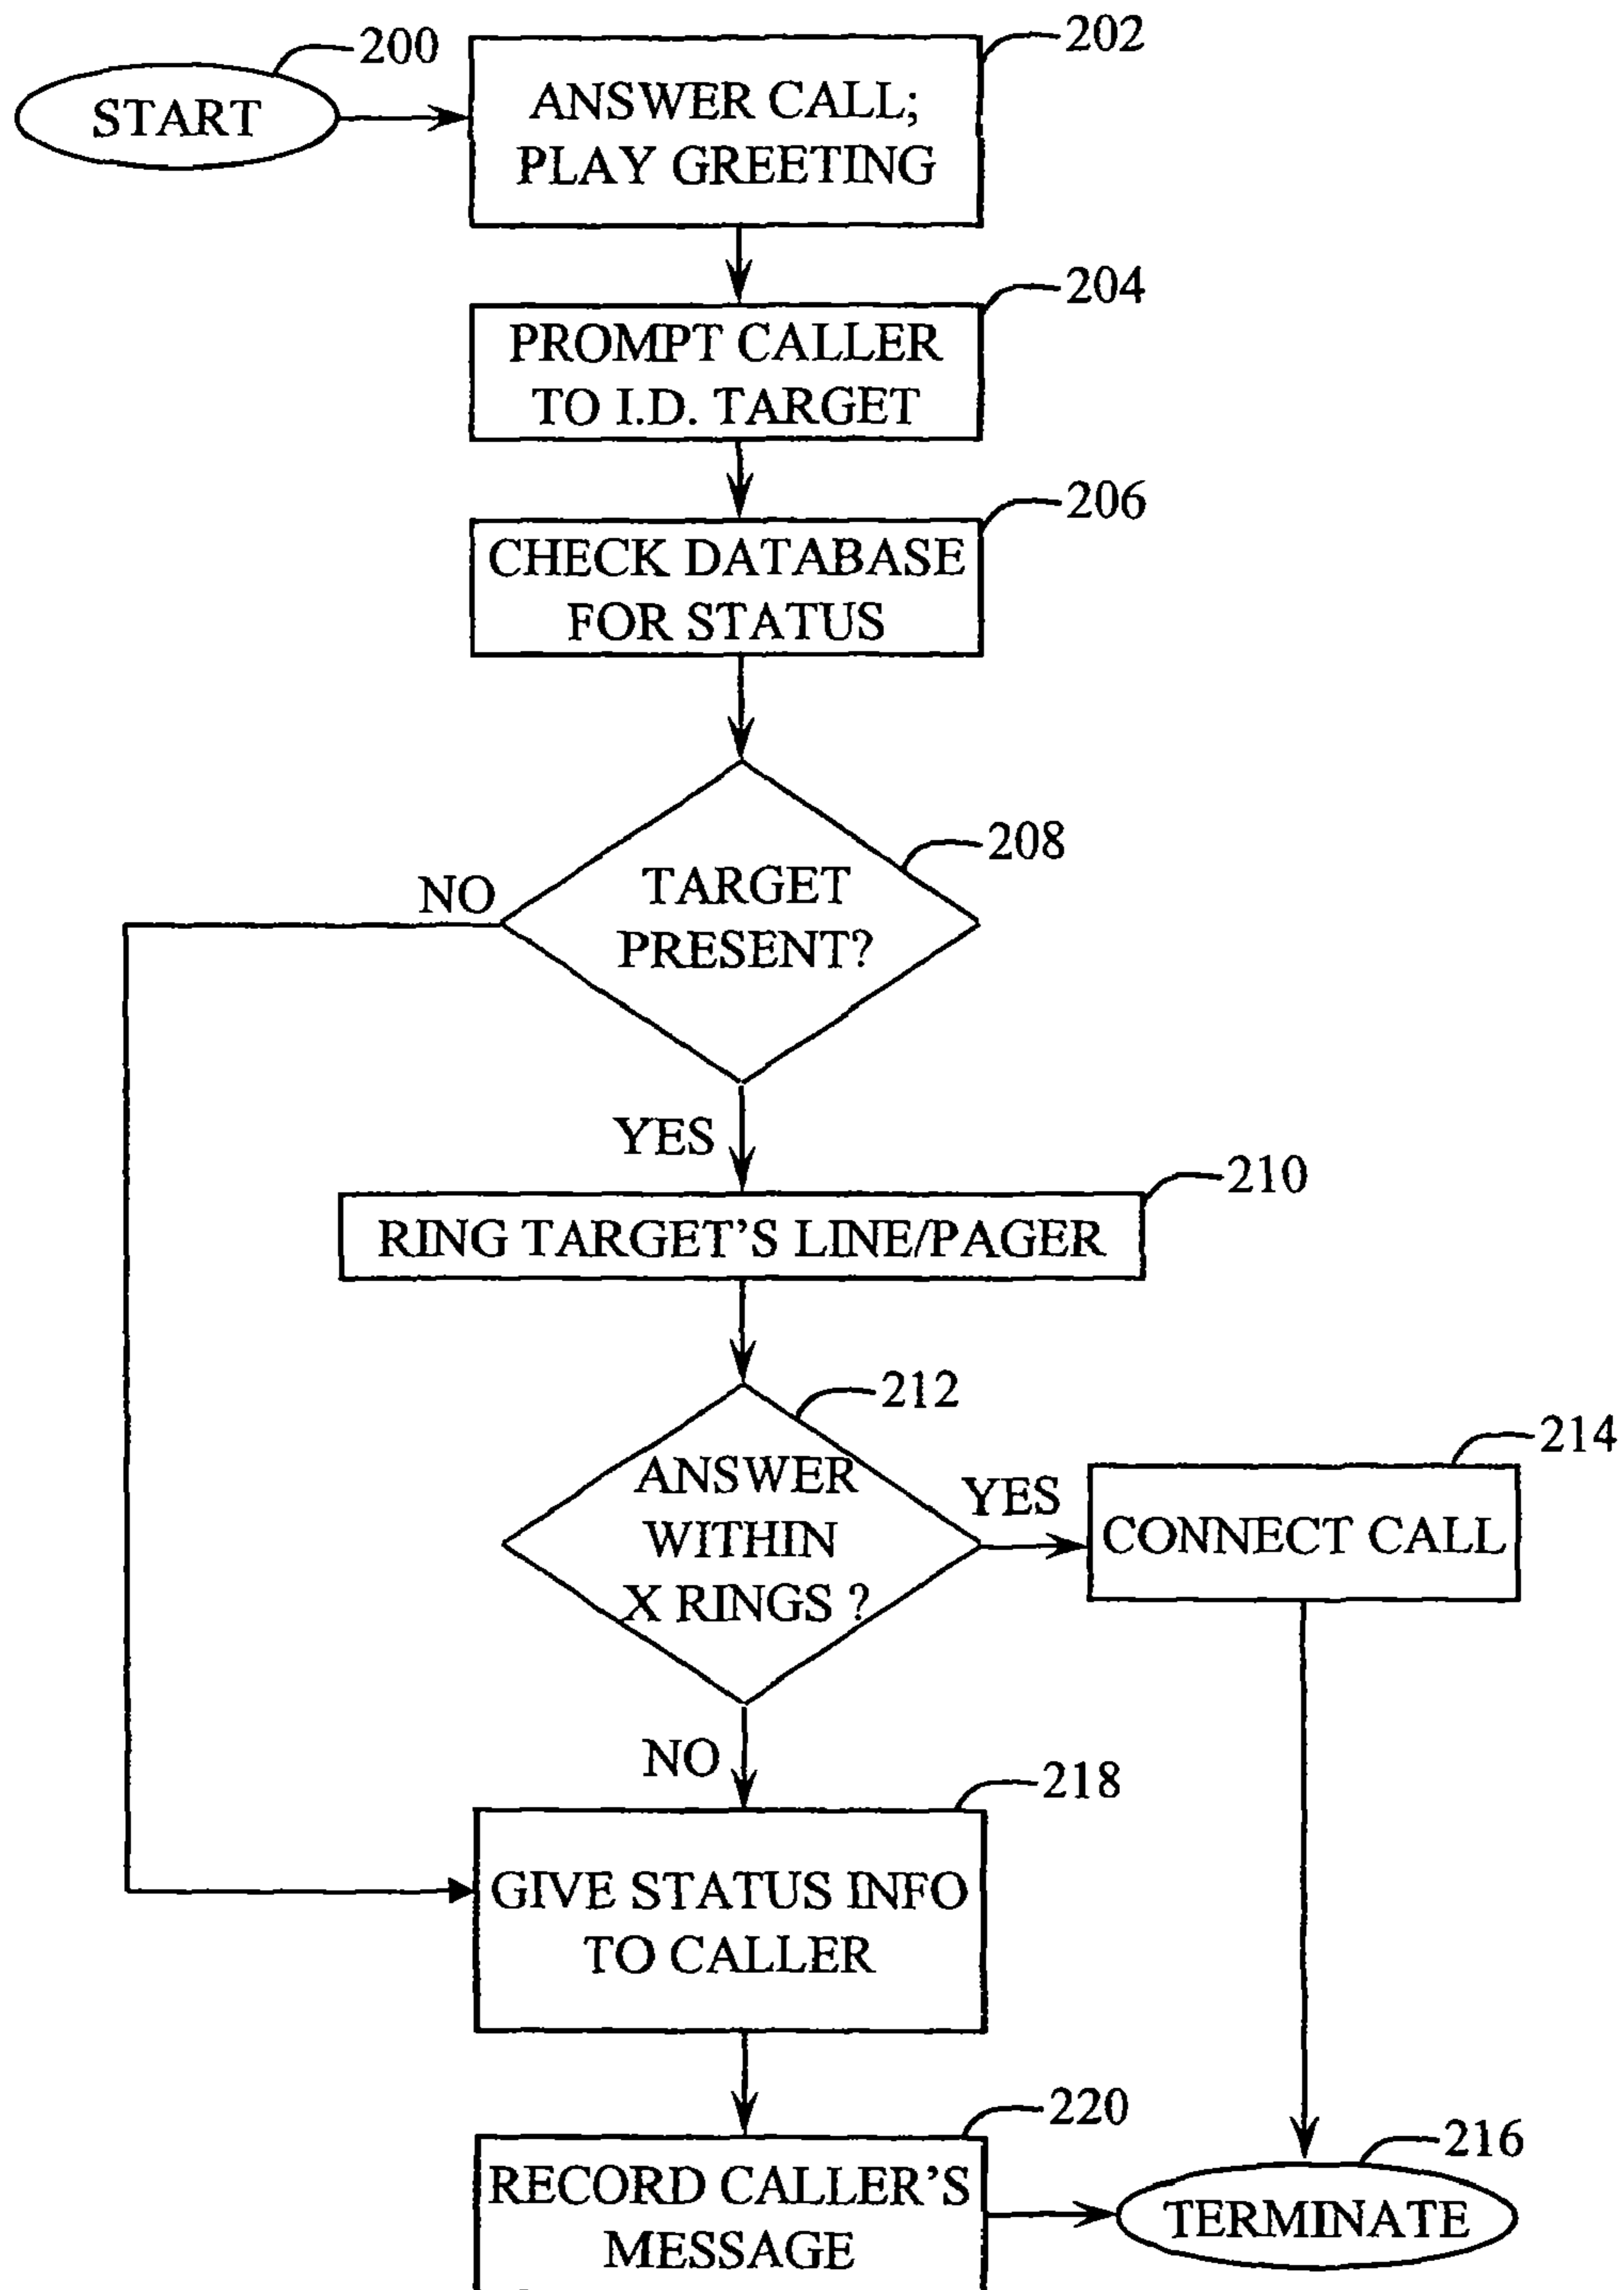 200
START
202
ANSWER CALL;
PLAY GREETING
204
PROMPT CALLER
TO I.D. TARGET
206
CHECK DATABASE
FOR STATUS
208
TARGET
PRESENT?
NO
YES
210
RING TARGET'S LINE/PAGER
212
ANSWER
WITHIN
X RINGS ?
YES
214
CONNECT CALL
NO
218
GIVE STATUS INFO
TO CALLER
220
RECORD CALLER'S
MESSAGE
216
TERMINATE